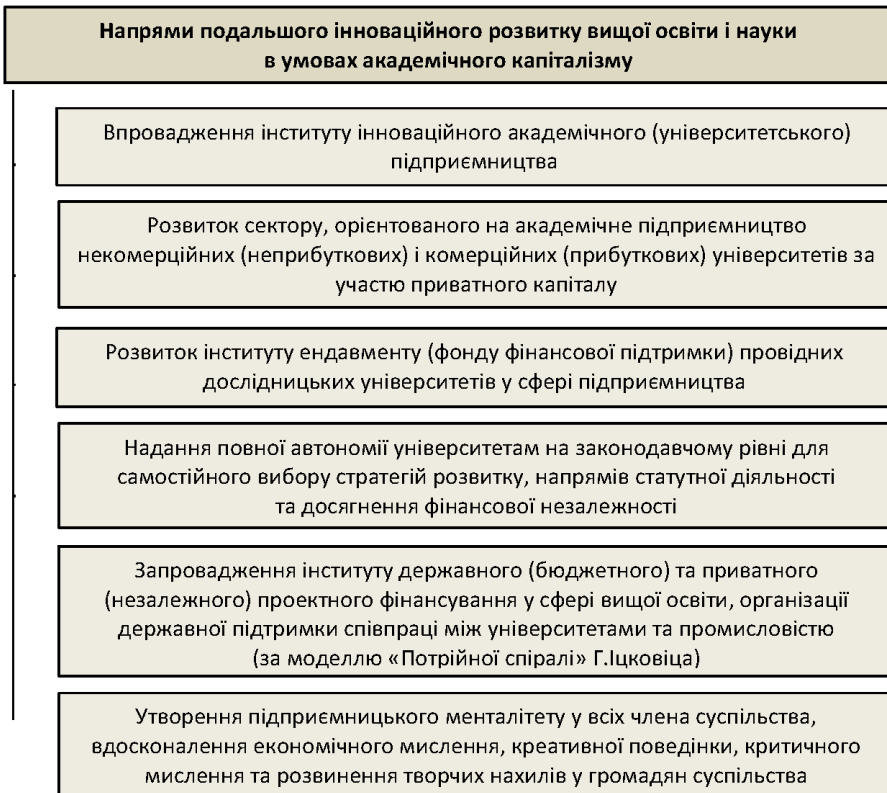 Напрями подальшого інноваційного розвитку вищої освіти і науки
в умовах академічного капіталізму
Впровадження інституту інноваційного академічного (університетського)
підприємництва
Розвиток сектору, орієнтованого на академічне підприємництво
некомерційних (неприбуткових) і комерційних (прибуткових) університетів за
участю приватного капіталу
Розвиток інституту ендавменту (фонду фінансової підтримки) провідних
дослідницьких університетів у сфері підприємництва
Надання повної автономії університетам на законодавчому рівні для
самостійного вибору стратегій розвитку, напрямів статутної діяльності
та досягнення фінансової незалежності
Запровадження інституту державного (бюджетного) та приватного
(незалежного) проектного фінансування у сфері вищої освіти, організації
державної підтримки співпраці між університетами та промисловістю
(за моделлю «Потрійної спіралі» Г.Іцковіца)
Утворення підприємницького менталітету у всіх члена суспільства,
вдосконалення економічного мислення, креативної поведінки, критичного
мислення та розвинення творчих нахилів у громадян суспільства